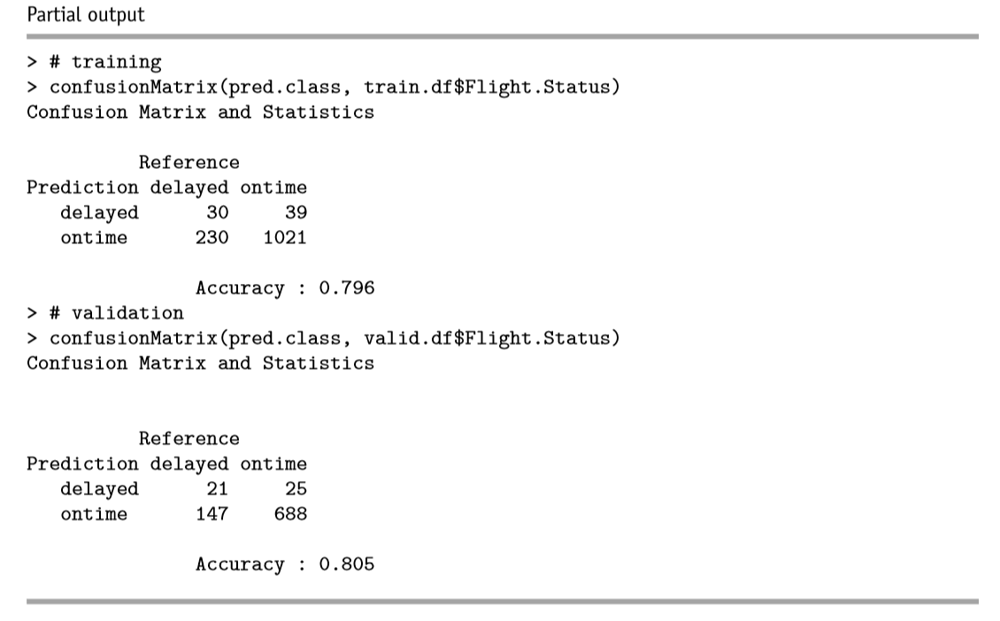 Partial output
> # training
> confusionMatrix(pred.class, train.df$Flight.Status)
Confusion Matrix and Statistics
Reference
Prediction delayed ontime
delayed 30 39
ontime 230 1021
Accuracy : 0.796
> # validation
> confusionMatrix(pred.class, valid.df$Flight.Status)
Confusion Matrix and Statistics
Reference
Prediction delayed ontime
delayed 21 25
ontime 147 688
Accuracy : 0.805